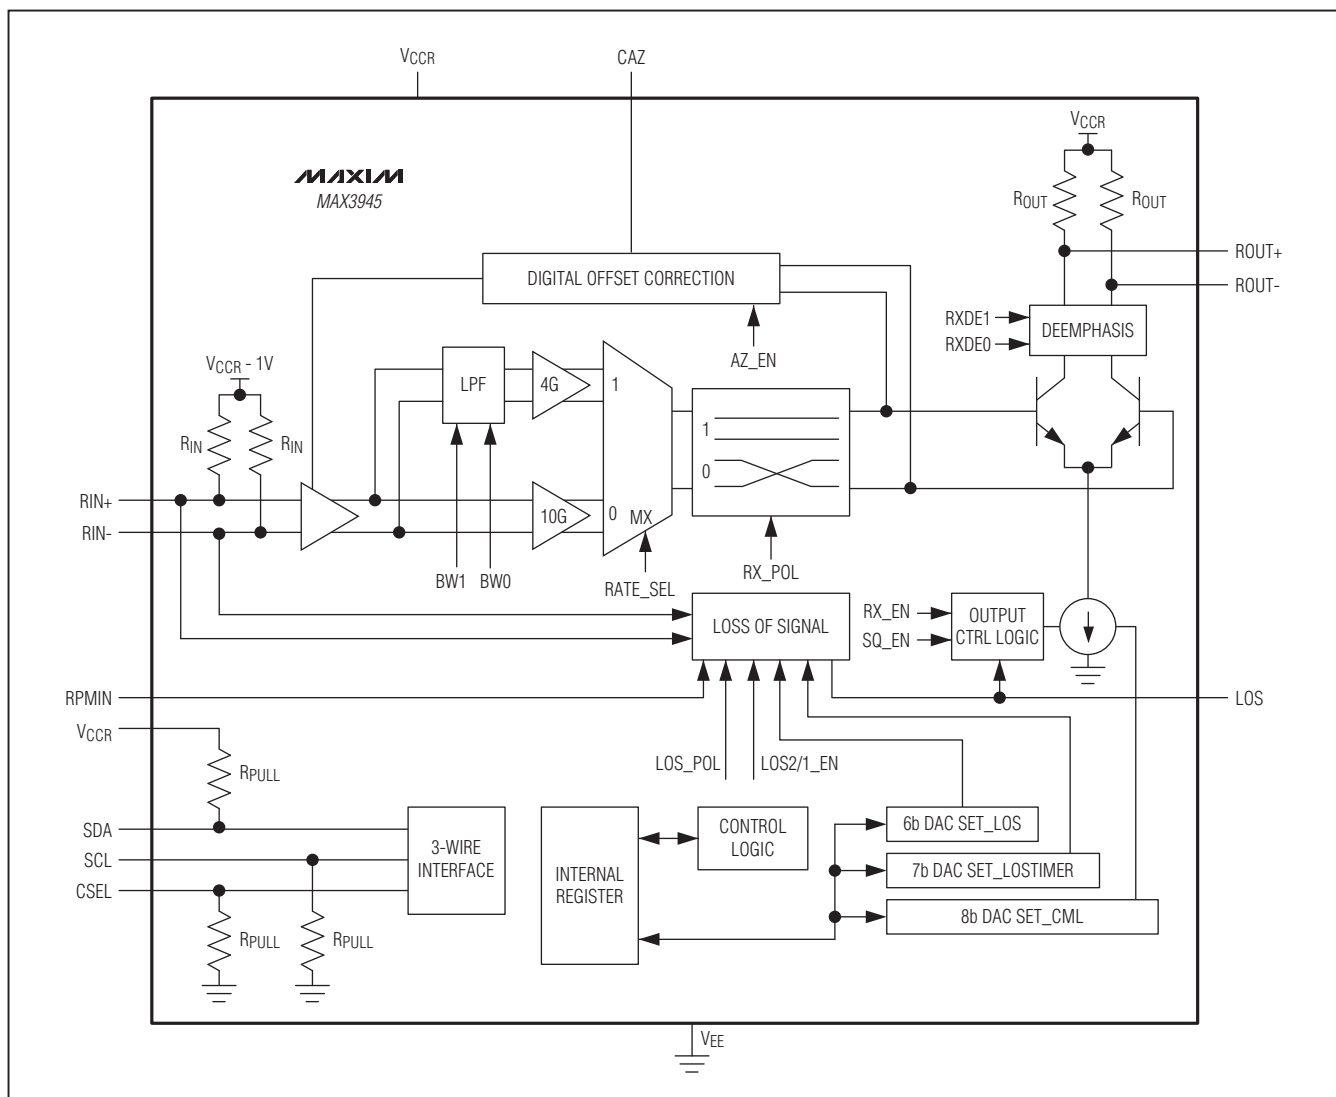 VCCR
CAZ
VCCR
MAXIM
MAX3945
ROUT
ROUT
ROUT+
DIGITAL OFFSET CORRECTION
ROUT-
RXDE1
DEEMPHASIS
RXDE0
AZ_EN
VCCR - 1V
LPF
4G
1
RIN
RIN
1
0
RIN+
10G
0
MX
RIN-
BW1
BW0
RATE_SEL
RX_POL
LOSS OF SIGNAL
RX_EN
SQ_EN
OUTPUT
CTRL LOGIC
RPMIN
LOS
VCCR
LOS_POL
LOS2/1_EN
RPULL
SDA
SCL
CSEL
3-WIRE
INTERFACE
INTERNAL
REGISTER
CONTROL
LOGIC
6b DAC SET_LOS
7b DAC SET_LOSTIMER
8b DAC SET_CML
RPULL
RPULL
VEE